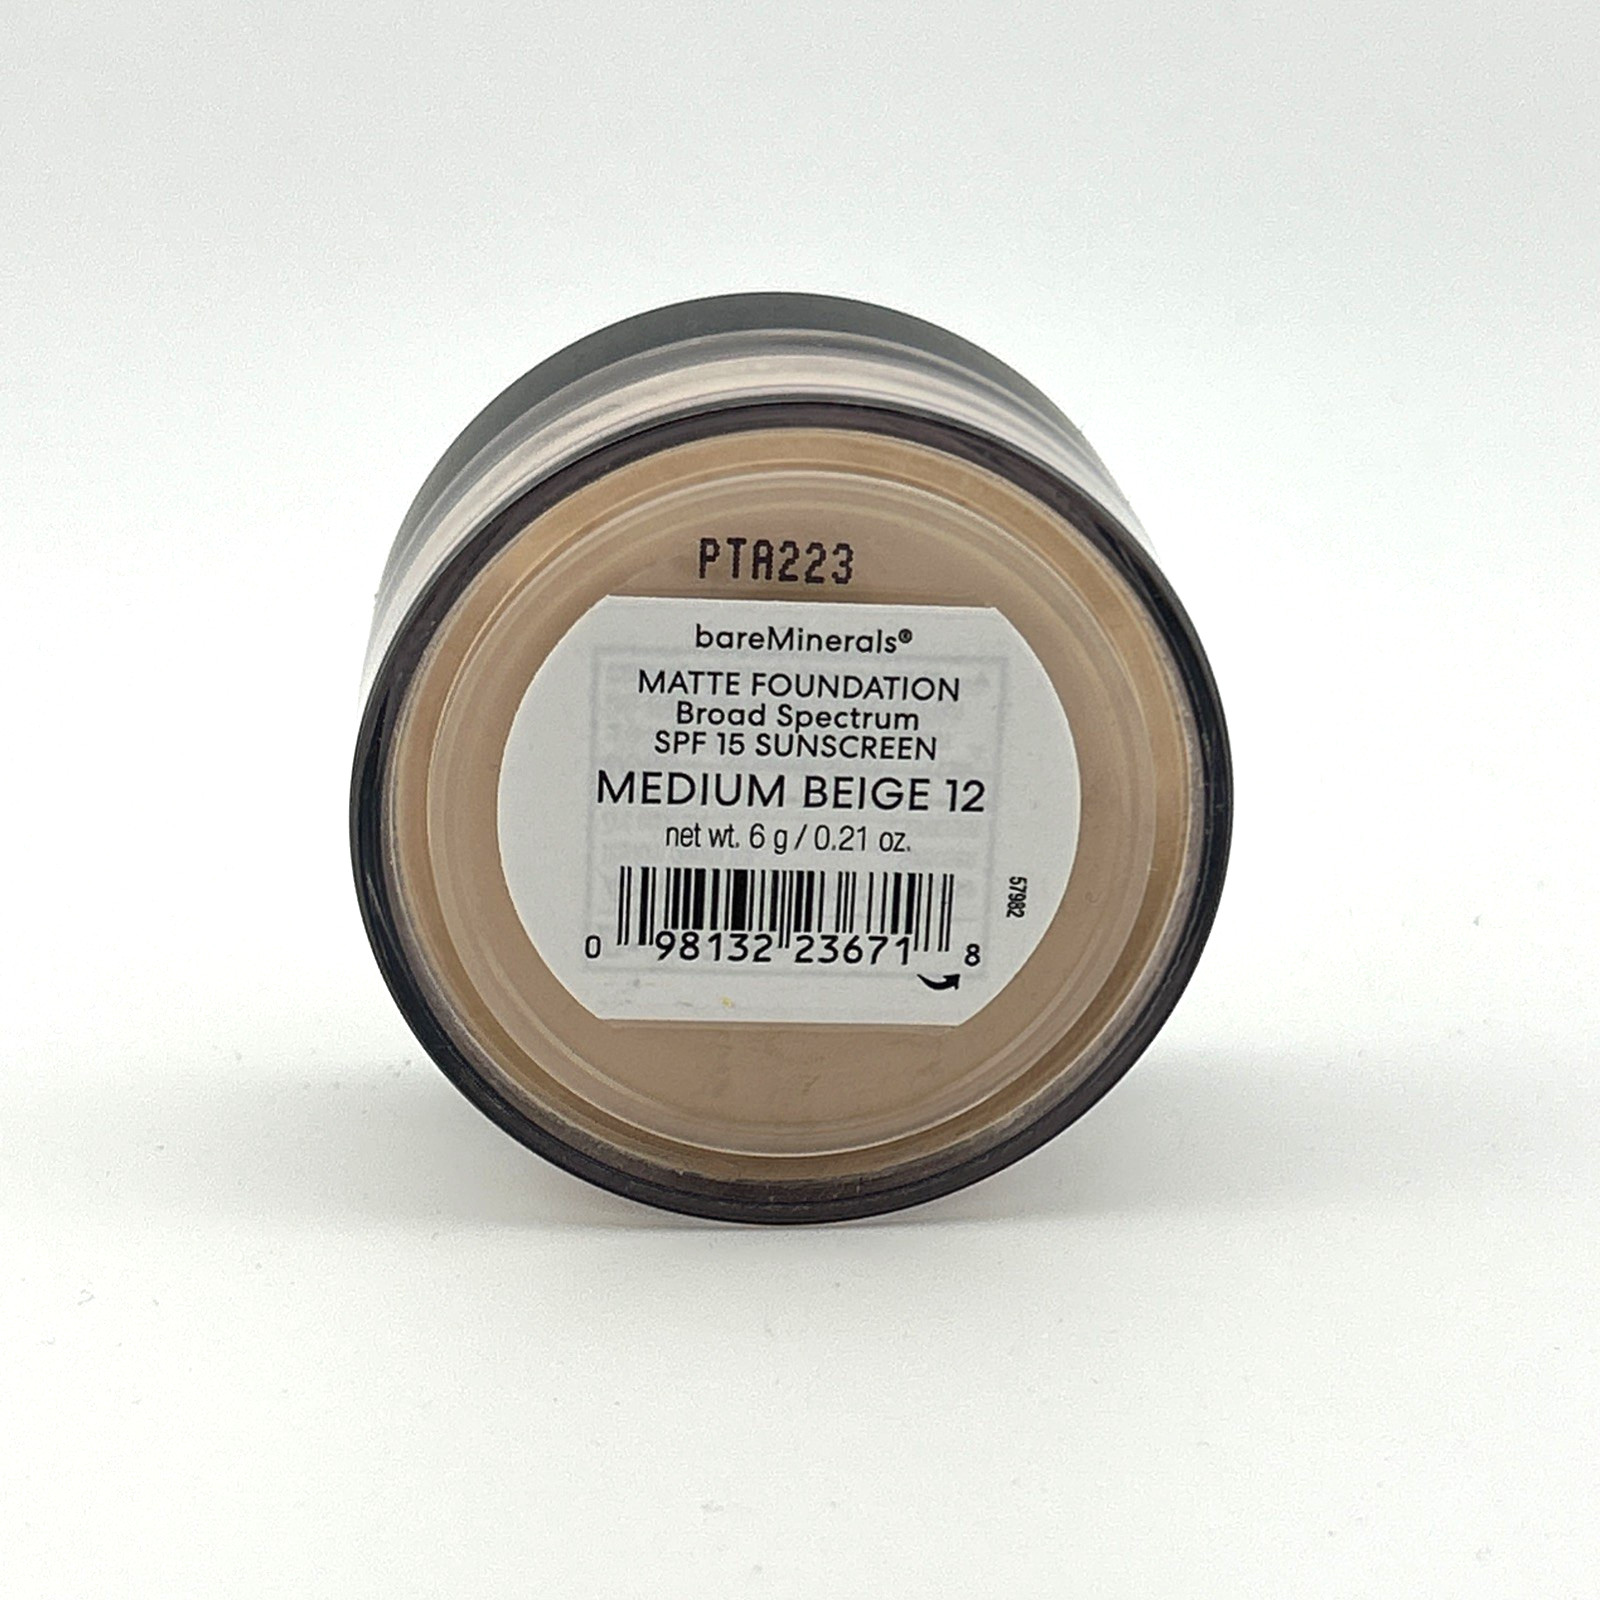 PTA223
bareMinerals®
MATTE FOUNDATION
Broad Spectrum
SPF 15 SUNSCREEN
MEDIUM BEIGE 12
net wt. 6 g / 0.21 oz.
57982
0 98132 23671 8